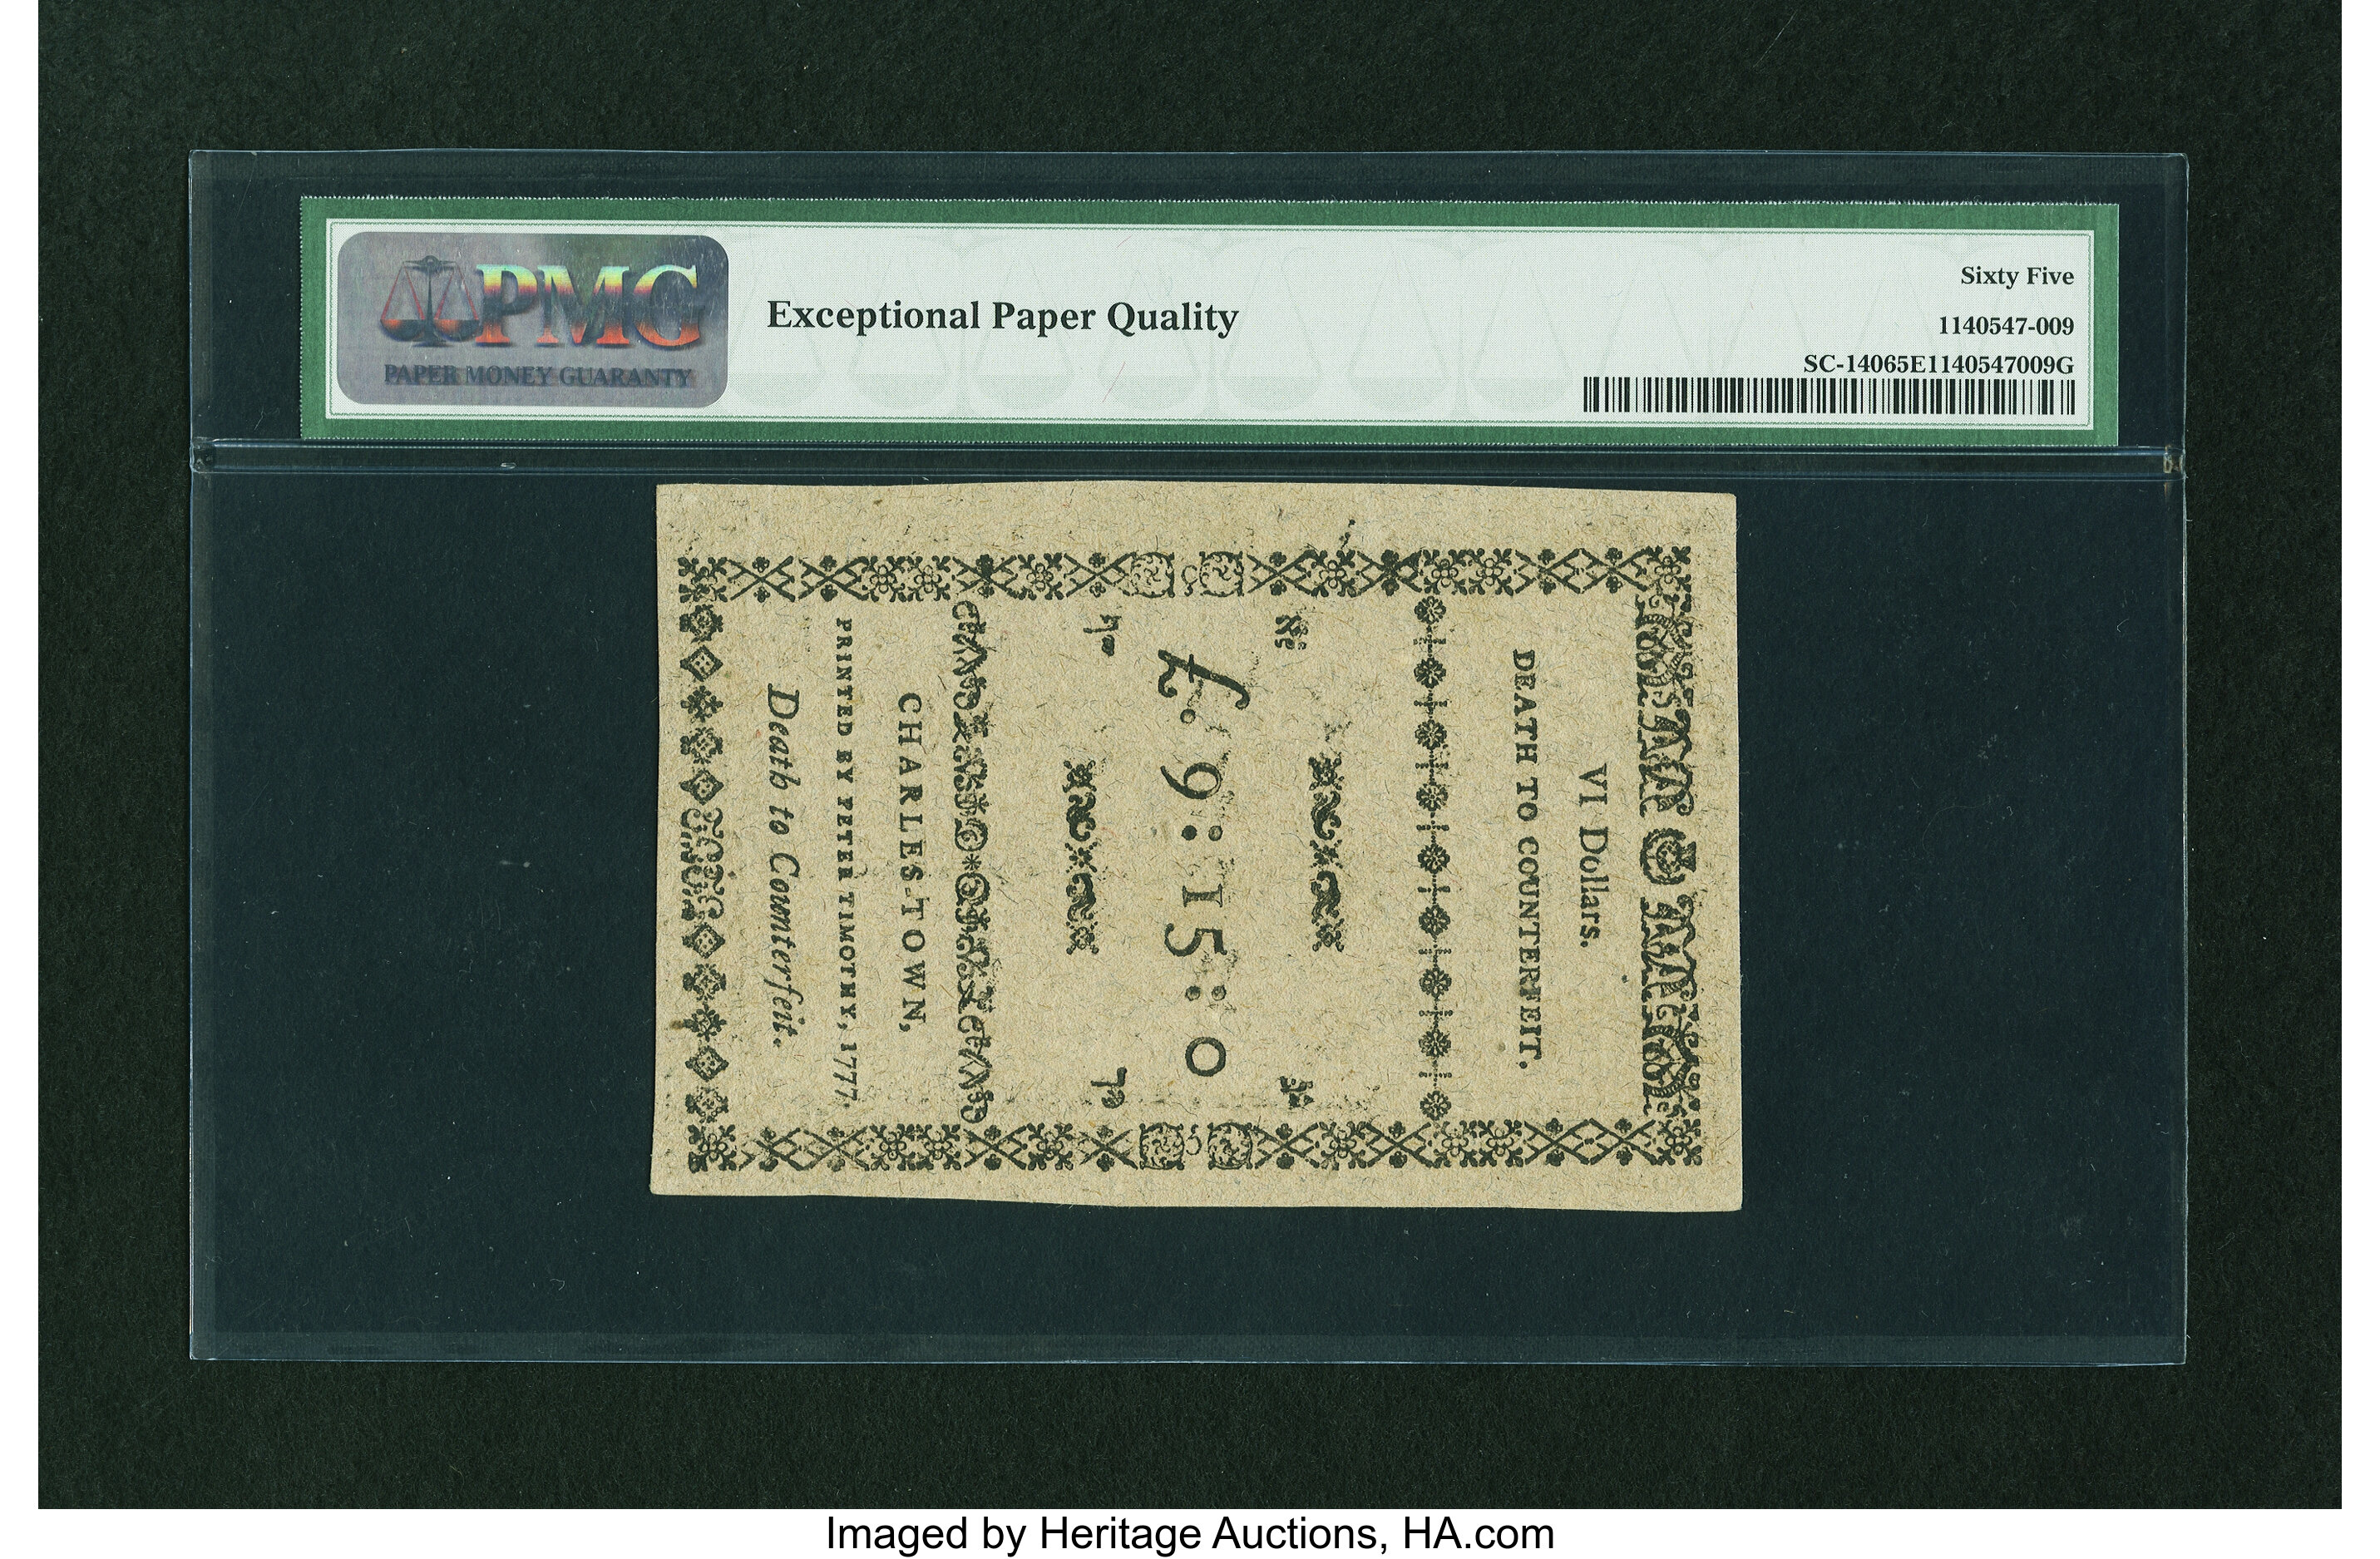 PMG
PAPER MONEY GUARANTY
Exceptional Paper Quality
Sixty Five
1140547-009
SC-14065E1140547009G
VI Dollars.
DEATH TO COUNTERFEIT.
£. 9 : 15 : 0
CHARLES-TOWN,
PRINTED BY PETER TIMOTHY, 1777.
Death to Counterfeit.
Imaged by Heritage Auctions, HA.com